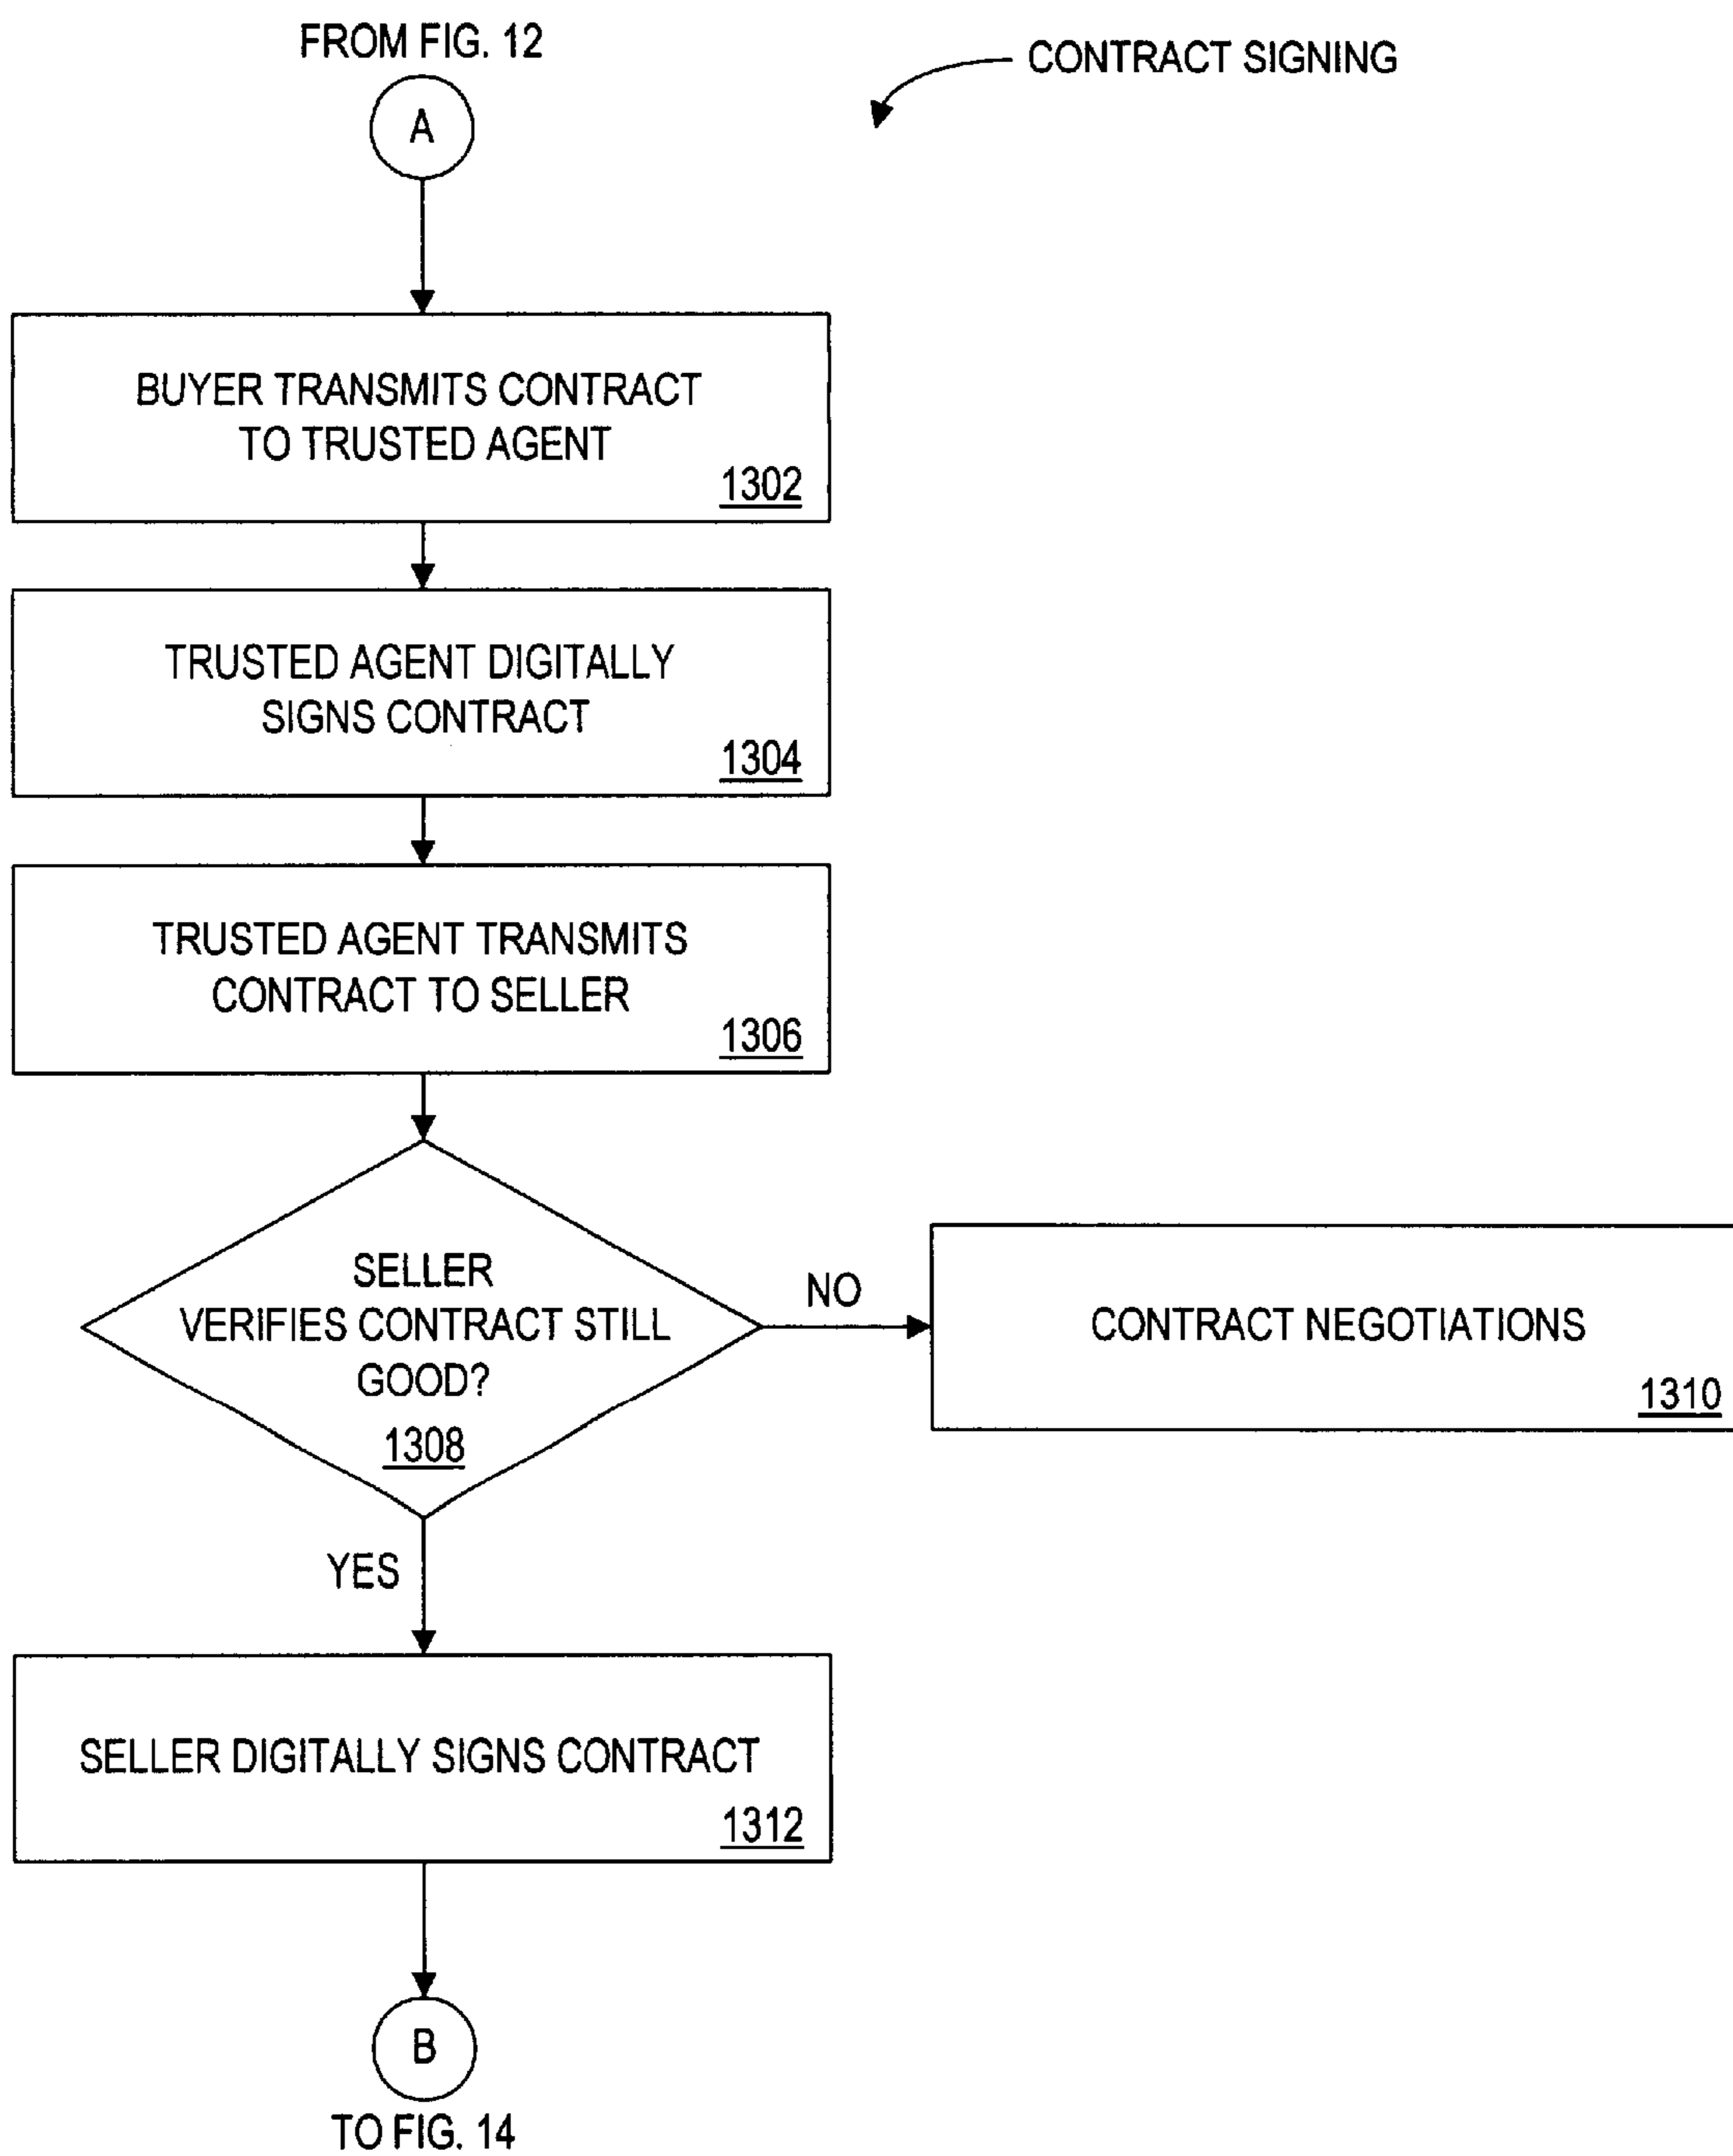 FROM FIG. 12
CONTRACT SIGNING
A
BUYER TRANSMITS CONTRACT
TO TRUSTED AGENT
1302
TRUSTED AGENT DIGITALLY
SIGNS CONTRACT
1304
TRUSTED AGENT TRANSMITS
CONTRACT TO SELLER
1306
SELLER
VERIFIES CONTRACT STILL
GOOD?
1308
NO
CONTRACT NEGOTIATIONS
1310
YES
SELLER DIGITALLY SIGNS CONTRACT
1312
B
TO FIG. 14